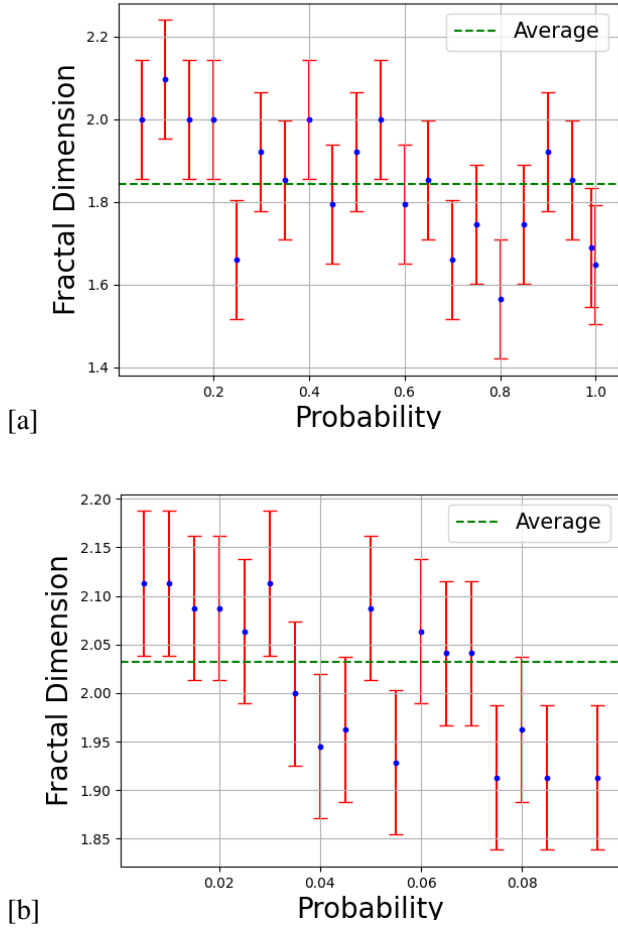 2.2
Average
2.0
1.8
1.6
1.4
Fractal Dimension
0.2 0.4 0.6 0.8 1.0
Probability
[a]
2.20
Average
2.15
2.10
2.05
2.00
1.95
1.90
1.85
Fractal Dimension
0.02 0.04 0.06 0.08
Probability
[b]